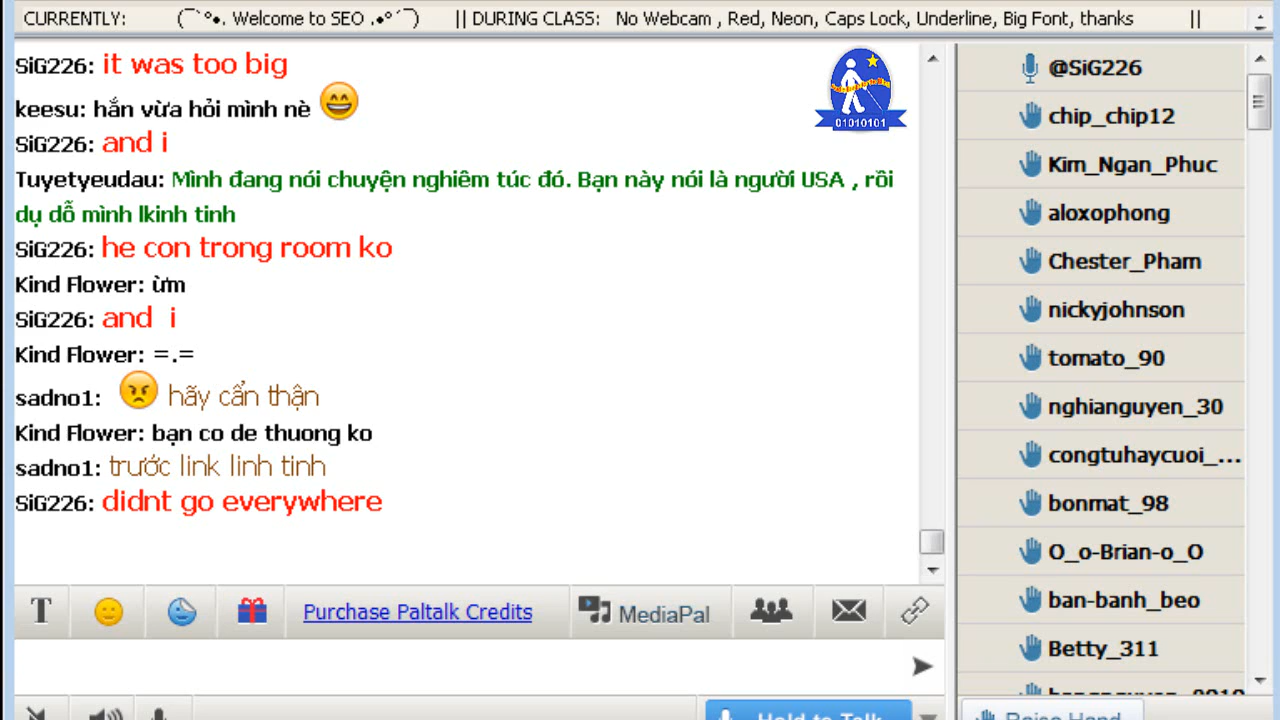 CURRENTLY: (¯`°•. Welcome to SEO .•°´¯) || DURING CLASS: No Webcam , Red, Neon, Caps Lock, Underline, Big Font, thanks ||
SiG226: it was too big
keesu: hắn vừa hỏi mình nè
SiG226: and i
Tuyetyeudau: Mình đang nói chuyện nghiêm túc đó. Bạn này nói là người USA , rồi
dụ dỗ mình lkinh tinh
SiG226: he con trong room ko
Kind Flower: ừm
SiG226: and i
Kind Flower: =.=
sadno1: hãy cẩn thận
Kind Flower: bạn co de thuong ko
sadno1: trước link linh tinh
SiG226: didnt go everywhere
01010101
@SiG226
chip_chip12
Kim_Ngan_Phuc
aloxophong
Chester_Pham
nickyjohnson
tomato_90
nghianguyen_30
congtuhaycuoi_...
bonmat_98
O_o-Brian-o_O
ban-banh_beo
Betty_311
T Purchase Paltalk Credits MediaPal
Hold to Talk
Raise Hand